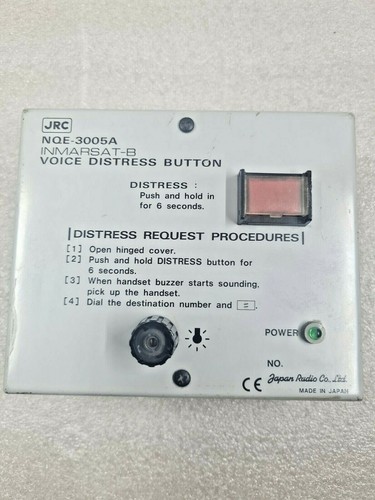 JRC
NQE-3005A
INMARSAT-B
VOICE DISTRESS BUTTON
DISTRESS :
Push and hold in
for 6 seconds.
DISTRESS REQUEST PROCEDURES
[1] Open hinged cover.
[2] Push and hold DISTRESS button for
6 seconds.
[3] When handset buzzer starts sounding,
pick up the handset.
[4] Dial the destination number and =.
POWER
NO.
CE Japan Radio Co., Ltd.
MADE IN JAPAN